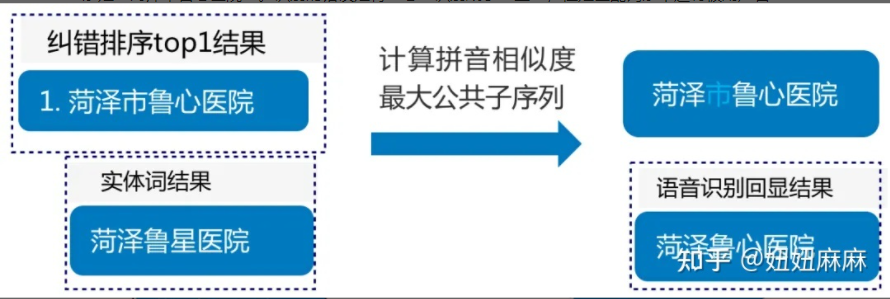 纠错排序top1结果
1. 菏泽市鲁心医院
实体词结果
菏泽鲁星医院
计算拼音相似度
最大公共子序列
菏泽市鲁心医院
语音识别回显结果
菏泽鲁心医院
知乎 @妞妞麻麻